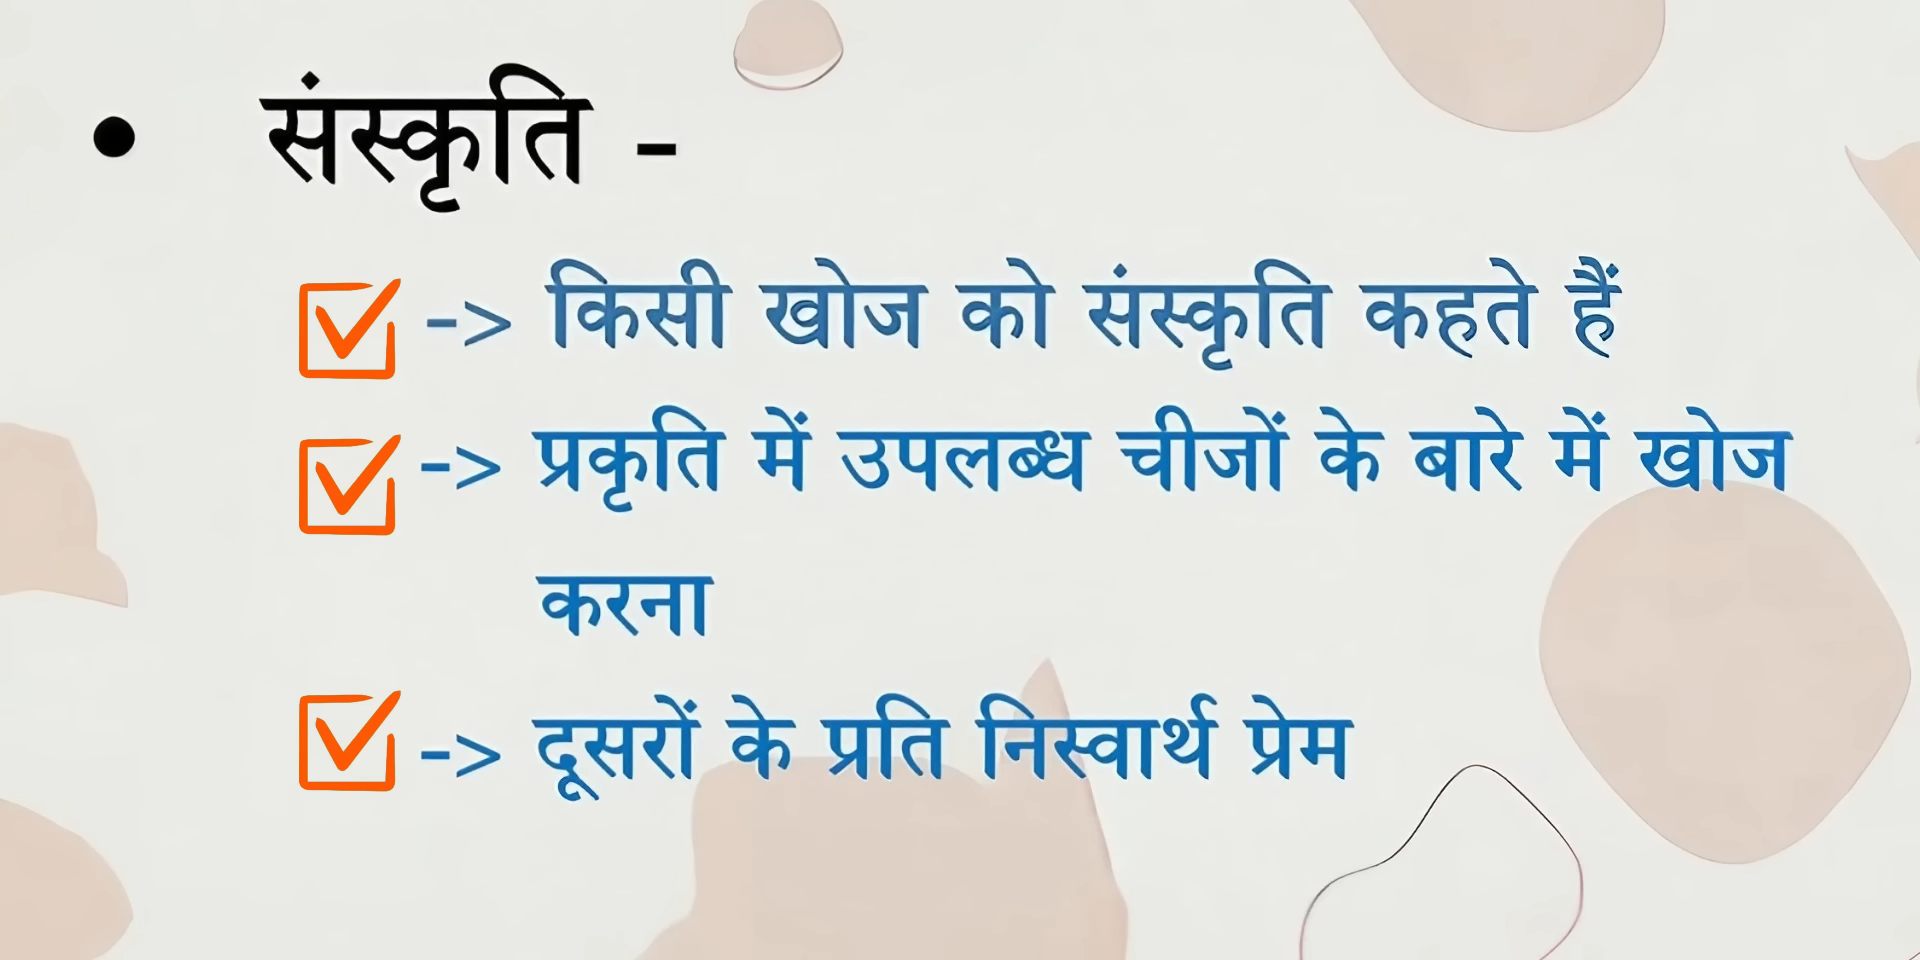 • संस्कृति -
-> किसी खोज को संस्कृति कहते हैं
-> प्रकृति में उपलब्ध चीजों के बारे में खोज
करना
-> दूसरों के प्रति निस्वार्थ प्रेम